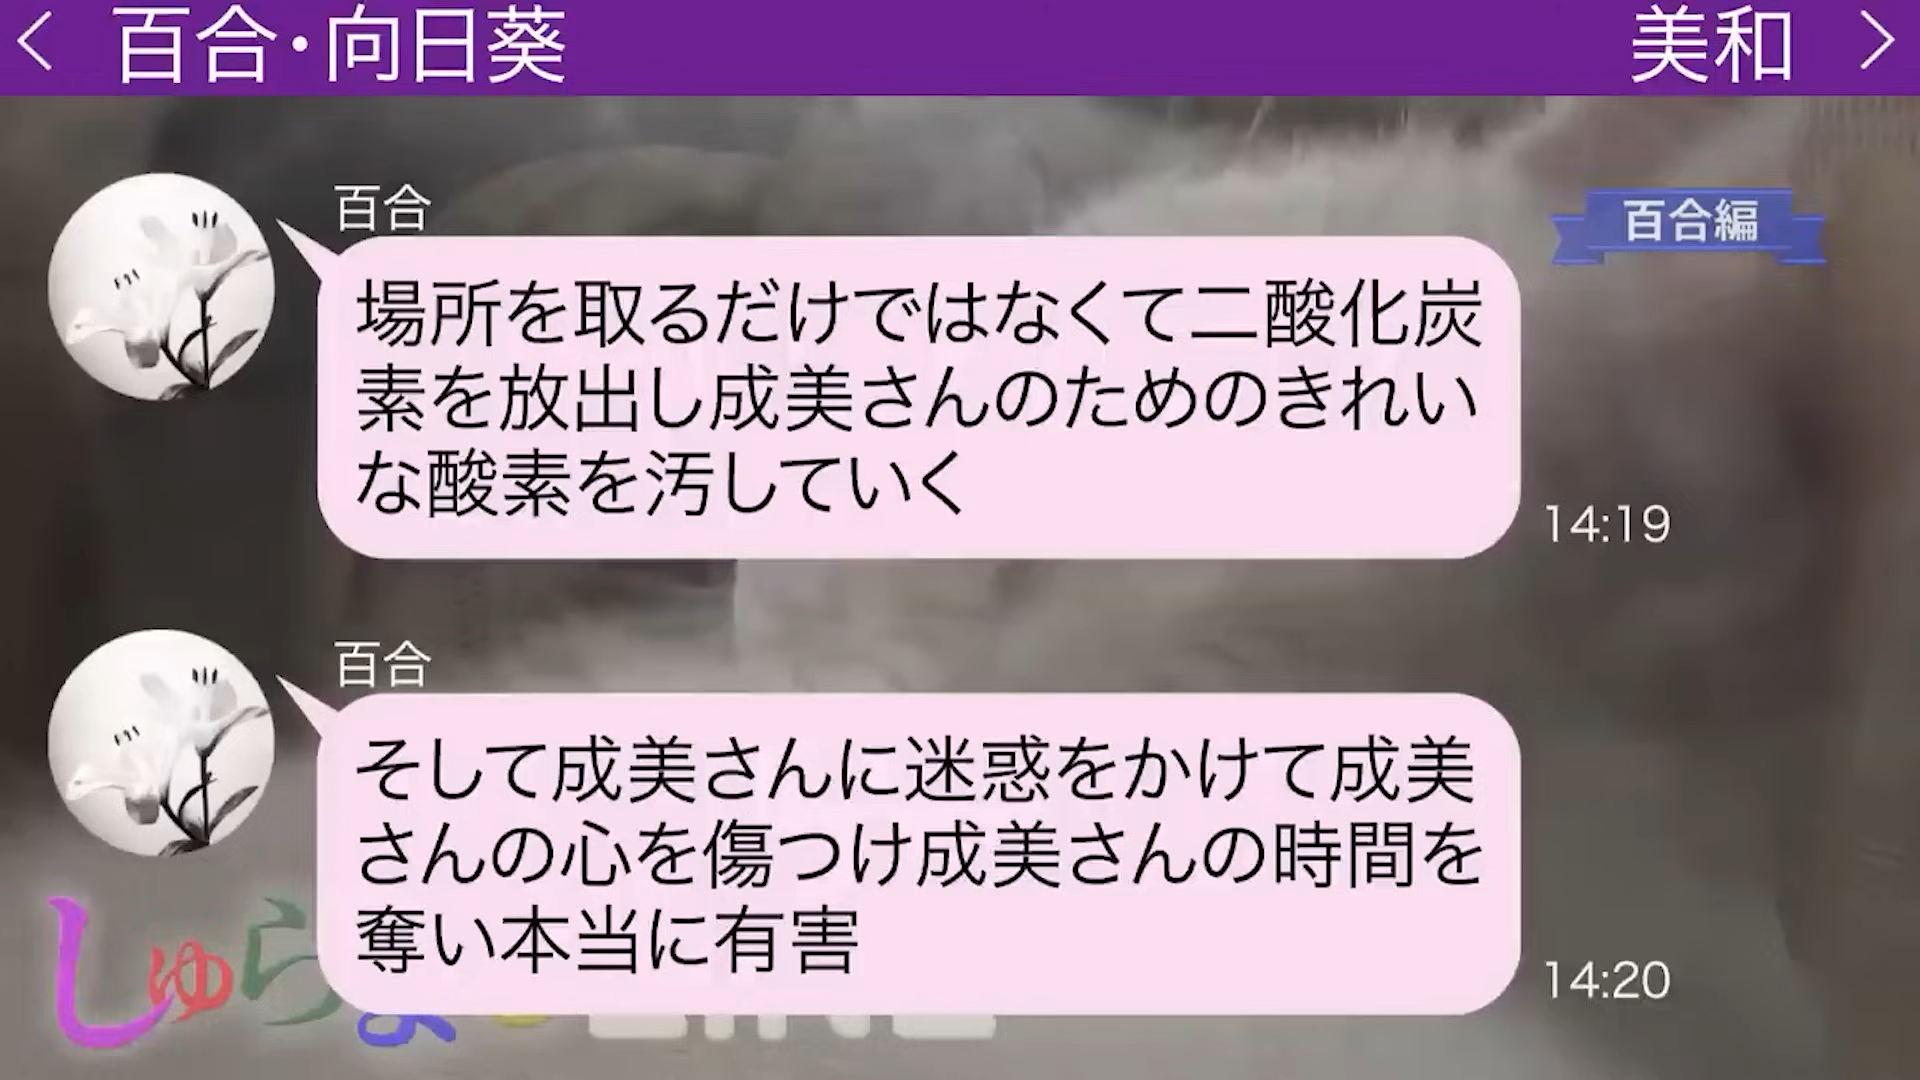 百合・向日葵
美和
百合
百合編
場所を取るだけではなくて二酸化炭
素を放出し成美さんのためのきれい
な酸素を汚していく
14:19
百合
そして成美さんに迷惑をかけて成美
さんの心を傷つけ成美さんの時間を
奪い本当に有害
14:20
しゅら